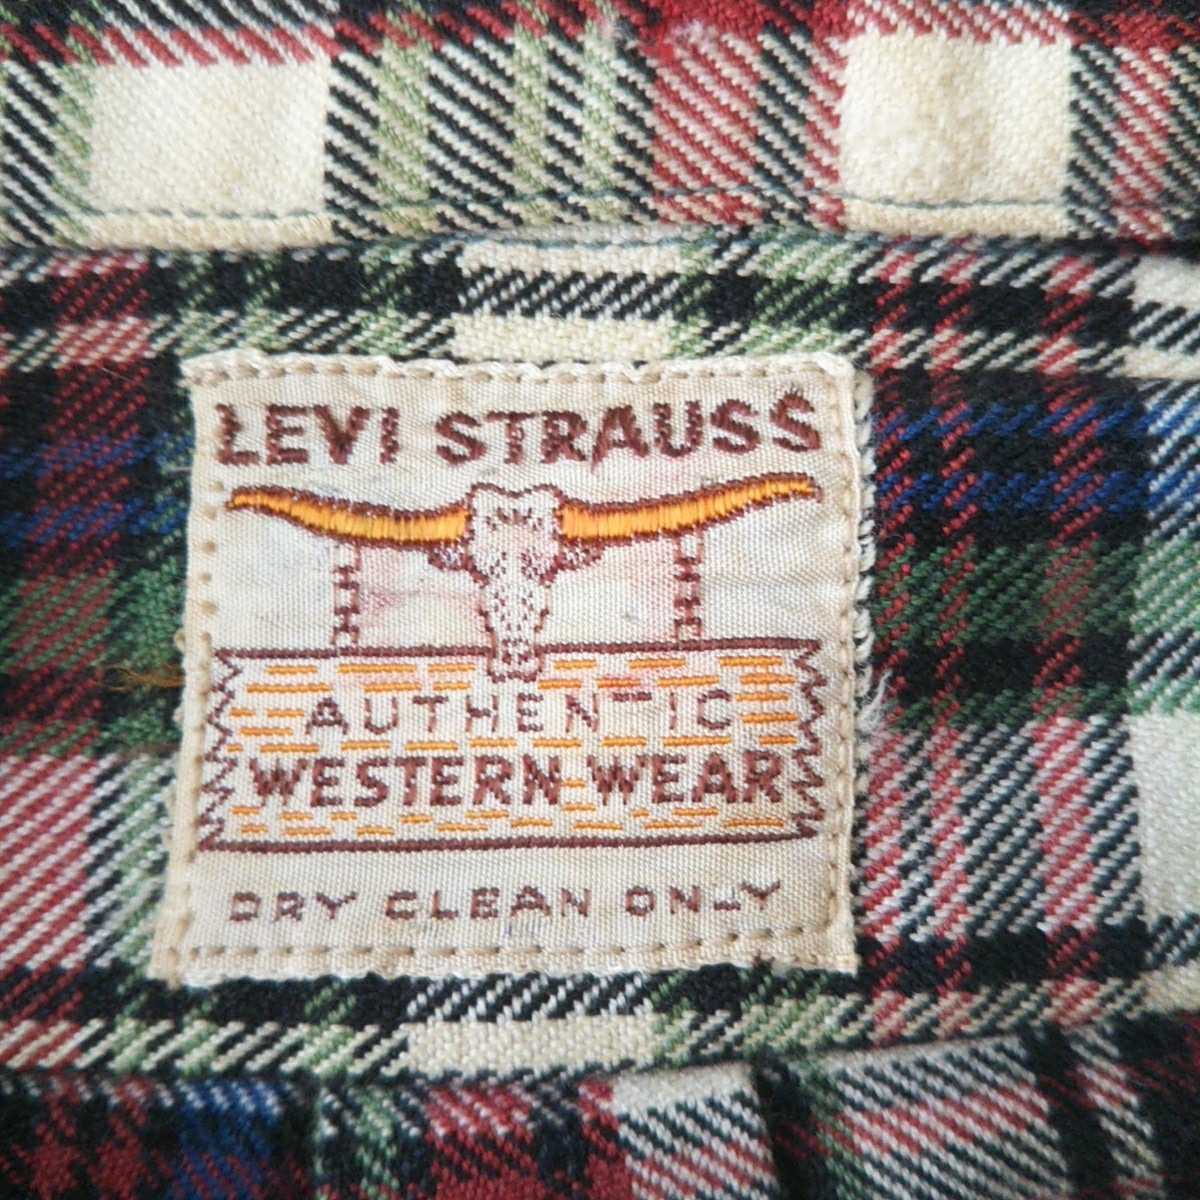 LEVI STRAUSS
AUTHENTIC
WESTERN WEAR
DRY CLEAN ONLY